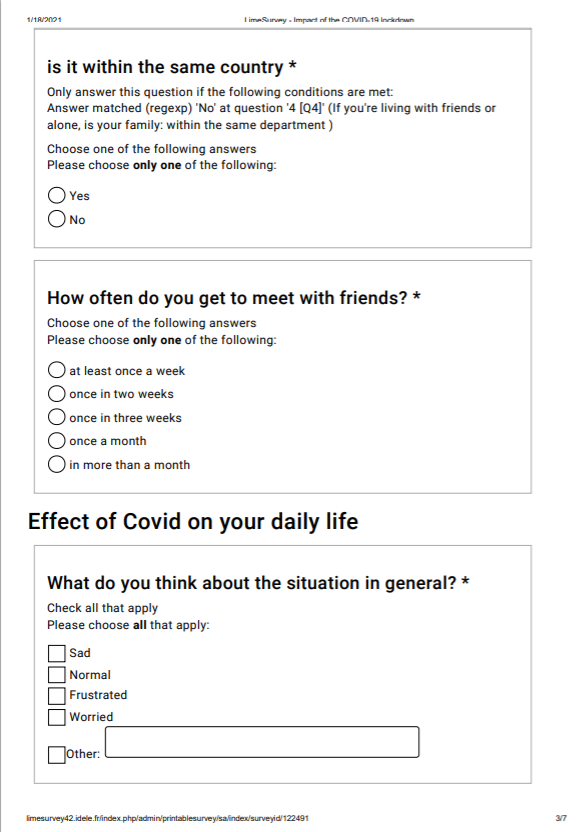 1/18/2021 LimeSurvey - Impact of the COVID-19 lockdown
is it within the same country *
Only answer this question if the following conditions are met:
Answer matched (regexp) 'No' at question '4 [Q4]' (If you're living with friends or
alone, is your family: within the same department )
Choose one of the following answers
Please choose only one of the following:
Yes
No
How often do you get to meet with friends? *
Choose one of the following answers
Please choose only one of the following:
at least once a week
once in two weeks
once in three weeks
once a month
in more than a month
Effect of Covid on your daily life
What do you think about the situation in general? *
Check all that apply
Please choose all that apply:
Sad
Normal
Frustrated
Worried
Other:
limesurvey42.idele.fr/index.php/admin/printablesurvey/sa/index/surveyid/122491 3/7